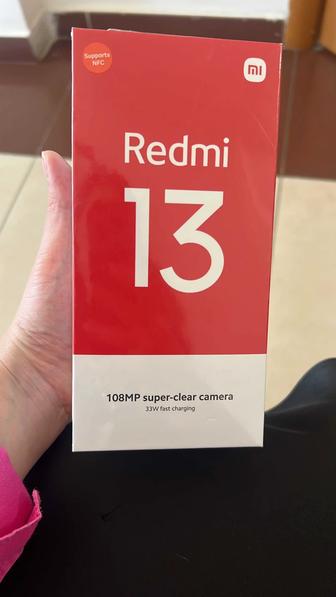 Supports
NFC
mi
Redmi
13
108MP super-clear camera
33W fast charging